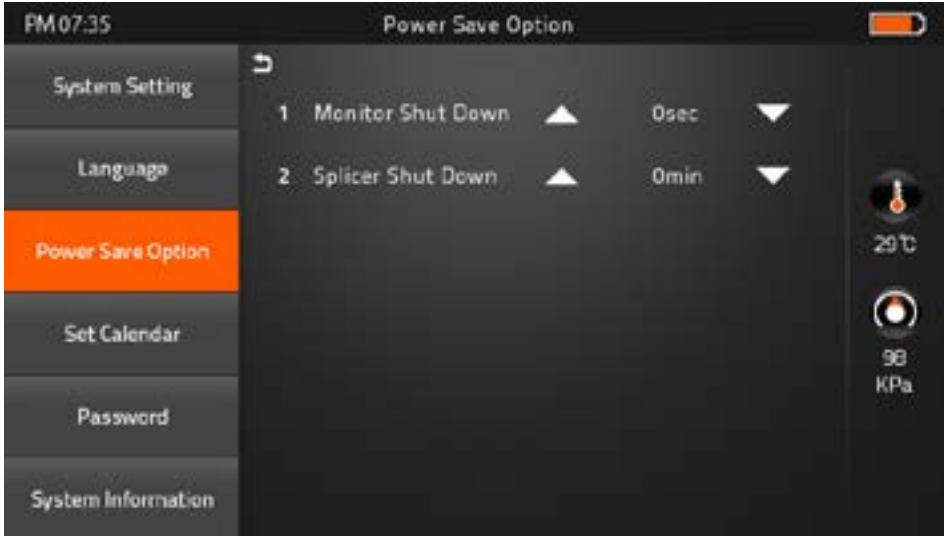 PM 07:35
Power Save Option
System Setting
Language
Power Save Option
Set Calendar
Password
System Information
1 Monitor Shut Down 0sec
2 Splicer Shut Down 0min
29℃
98
KPa